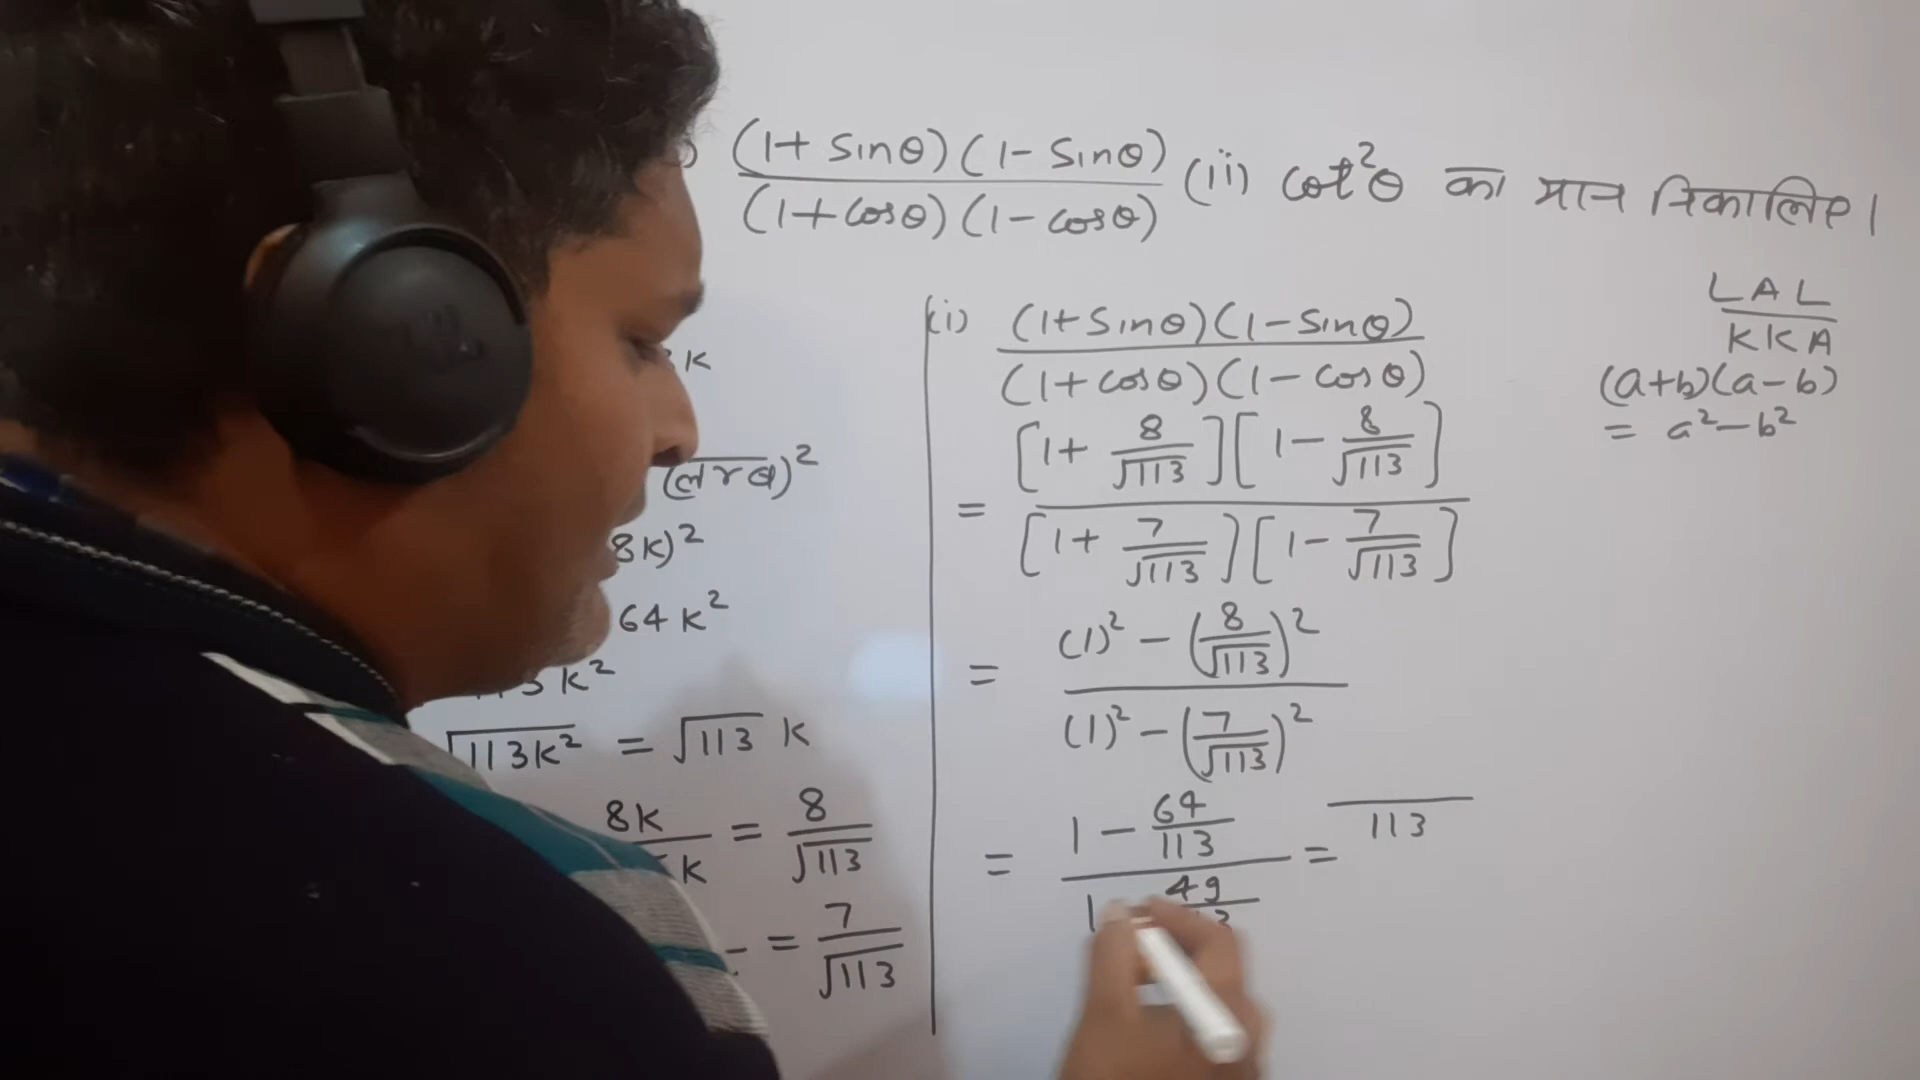 (1+ sinθ)(1- sinθ) / (1+cosθ)(1-cosθ) (ii) cot²θ का मान निकालिए।
k
(लम्ब)²
8k)²
64k²
k²
√113k² = √113 k
8k / k = 8/√113
= 7/√113
(i) (1+sinθ)(1-sinθ) / (1+cosθ)(1-cosθ)
= [1+ 8/√113][1- 8/√113] / [1+ 7/√113][1- 7/√113]
= (1)² - (8/√113)² / (1)² - (7/√113)²
= 1 - 64/113 / 1 49 = /113
LAL
KKA
(a+b)(a-b)
= a²-b²